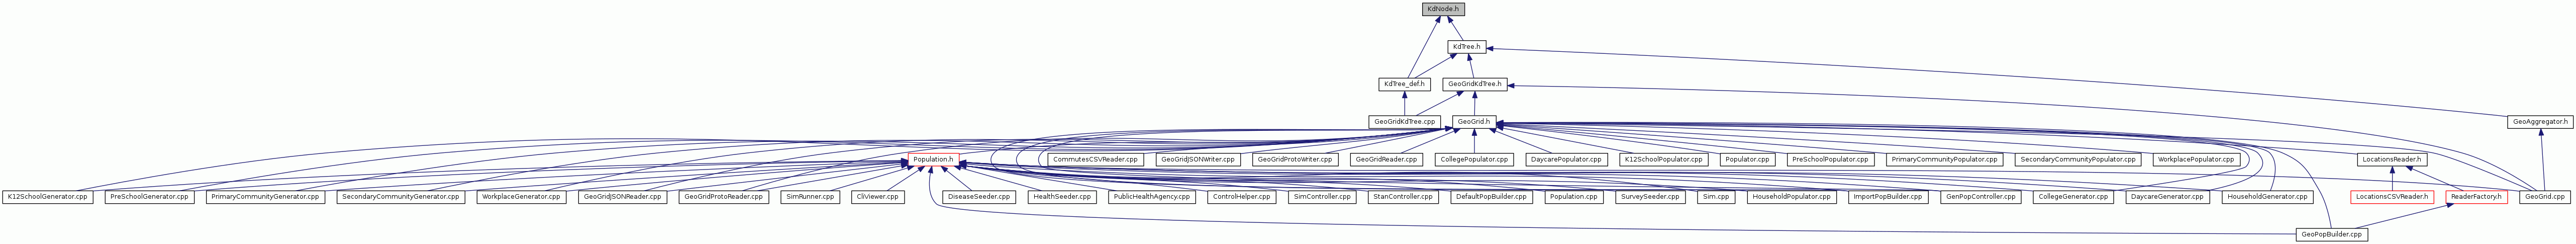 KdNode.h
KdTree.h
KdTree_def.h
GeoGridKdTree.h
GeoGridKdTree.cpp
GeoGrid.h
GeoAggregator.h
Population.h
CommutesCSVReader.cpp
GeoGridJSONWriter.cpp
GeoGridProtoWriter.cpp
GeoGridReader.cpp
CollegePopulator.cpp
DaycarePopulator.cpp
K12SchoolPopulator.cpp
Populator.cpp
PreSchoolPopulator.cpp
PrimaryCommunityPopulator.cpp
SecondaryCommunityPopulator.cpp
WorkplacePopulator.cpp
LocationsReader.h
K12SchoolGenerator.cpp
PreSchoolGenerator.cpp
PrimaryCommunityGenerator.cpp
SecondaryCommunityGenerator.cpp
WorkplaceGenerator.cpp
GeoGridJSONReader.cpp
GeoGridProtoReader.cpp
SimRunner.cpp
CliViewer.cpp
DiseaseSeeder.cpp
HealthSeeder.cpp
PublicHealthAgency.cpp
ControlHelper.cpp
SimController.cpp
StanController.cpp
DefaultPopBuilder.cpp
Population.cpp
SurveySeeder.cpp
Sim.cpp
HouseholdPopulator.cpp
ImportPopBuilder.cpp
GenPopController.cpp
CollegeGenerator.cpp
DaycareGenerator.cpp
HouseholdGenerator.cpp
LocationsCSVReader.h
ReaderFactory.h
GeoGrid.cpp
GeoPopBuilder.cpp